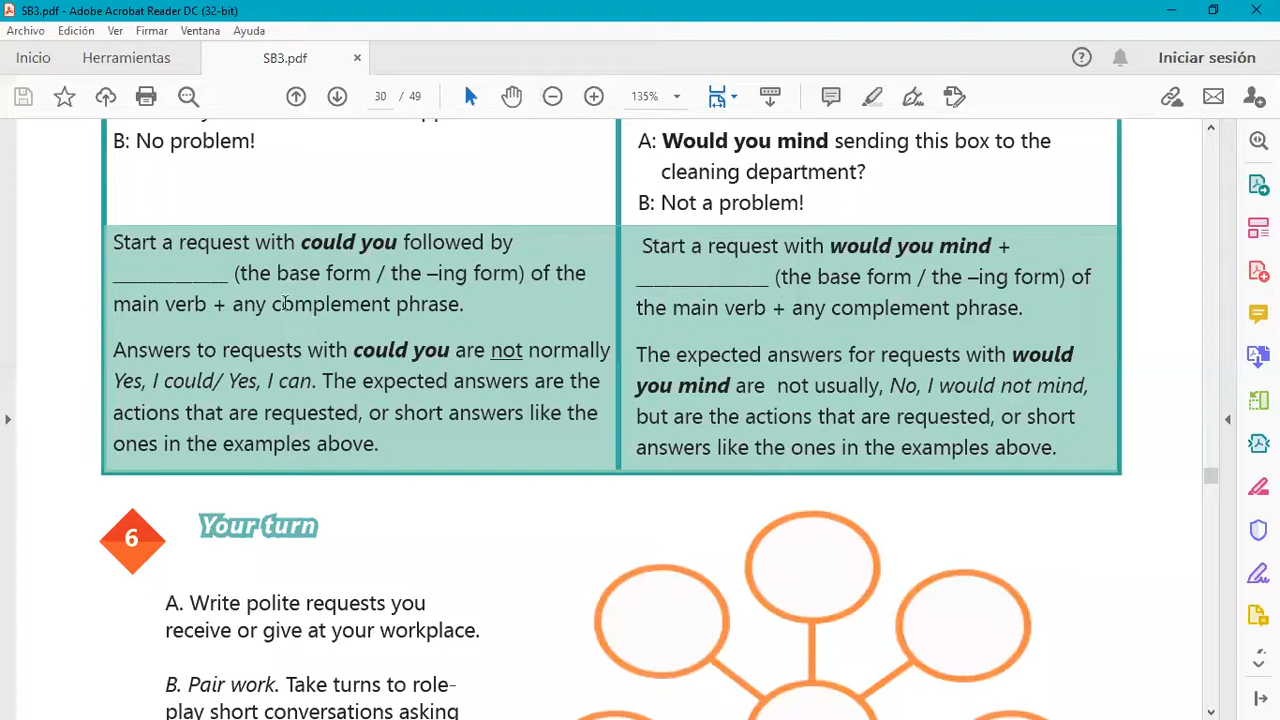 SB3.pdf - Adobe Acrobat Reader DC (32-bit)
Archivo Edición Ver Firmar Ventana Ayuda
Inicio Herramientas SB3.pdf × Iniciar sesión
30 / 49 135%
B: No problem!
Start a request with could you followed by
____________ (the base form / the –ing form) of the
main verb + any complement phrase.
Answers to requests with could you are not normally
Yes, I could/ Yes, I can. The expected answers are the
actions that are requested, or short answers like the
ones in the examples above.
A: Would you mind sending this box to the
cleaning department?
B: Not a problem!
Start a request with would you mind +
______________ (the base form / the –ing form) of
the main verb + any complement phrase.
The expected answers for requests with would
you mind are not usually, No, I would not mind,
but are the actions that are requested, or short
answers like the ones in the examples above.
6 Your turn
A. Write polite requests you
receive or give at your workplace.
B. Pair work. Take turns to role-
play short conversations asking